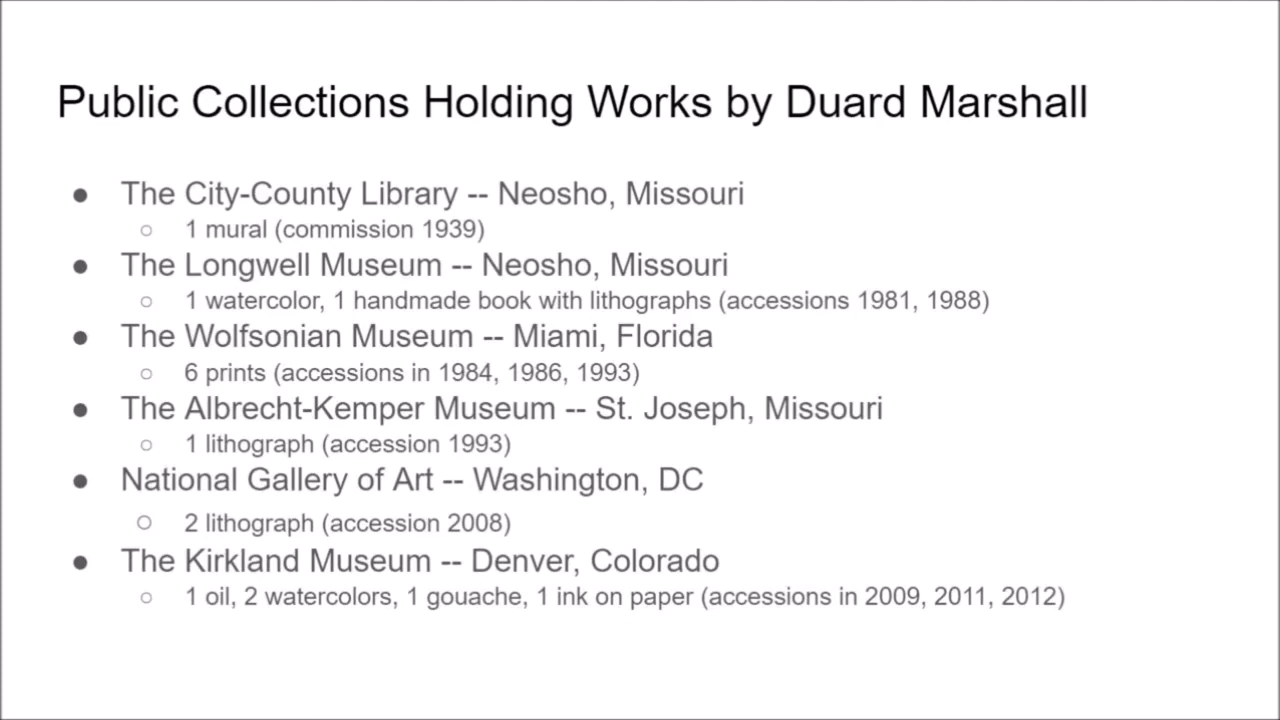 Public Collections Holding Works by Duard Marshall
● The City-County Library -- Neosho, Missouri
○ 1 mural (commission 1939)
● The Longwell Museum -- Neosho, Missouri
○ 1 watercolor, 1 handmade book with lithographs (accessions 1981, 1988)
● The Wolfsonian Museum -- Miami, Florida
○ 6 prints (accessions in 1984, 1986, 1993)
● The Albrecht-Kemper Museum -- St. Joseph, Missouri
○ 1 lithograph (accession 1993)
● National Gallery of Art -- Washington, DC
○ 2 lithograph (accession 2008)
● The Kirkland Museum -- Denver, Colorado
○ 1 oil, 2 watercolors, 1 gouache, 1 ink on paper (accessions in 2009, 2011, 2012)